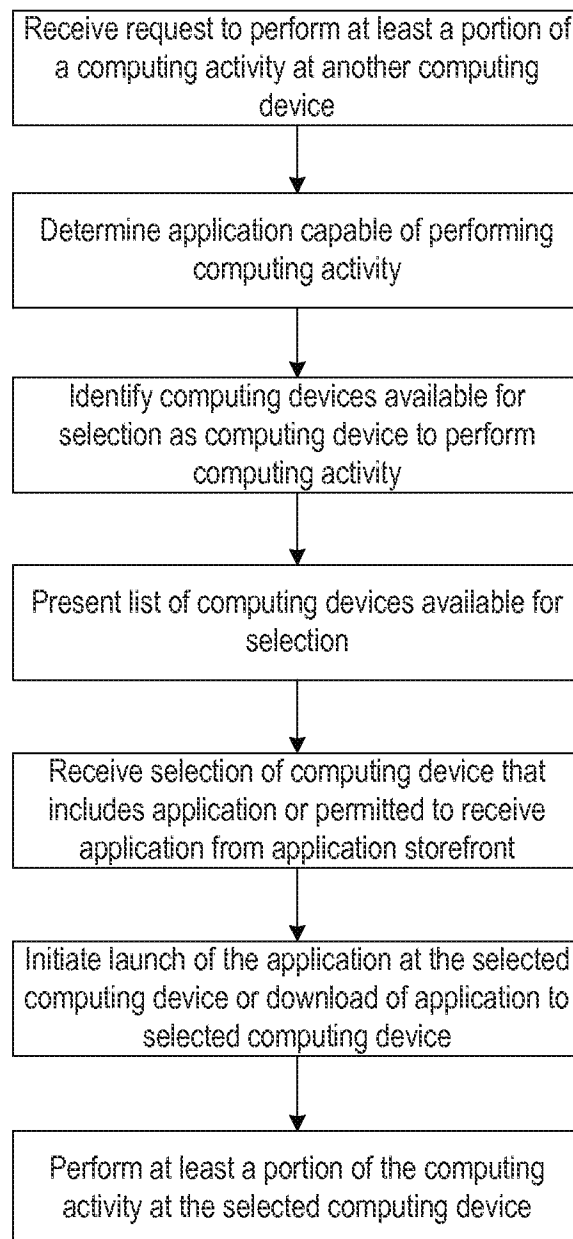 Receive request to perform at least a portion of
a computing activity at another computing
device
Determine application capable of performing
computing activity
Identify computing devices available for
selection as computing device to perform
computing activity
Present list of computing devices available for
selection
Receive selection of computing device that
includes application or permitted to receive
application from application storefront
Initiate launch of the application at the selected
computing device or download of application to
selected computing device
Perform at least a portion of the computing
activity at the selected computing device